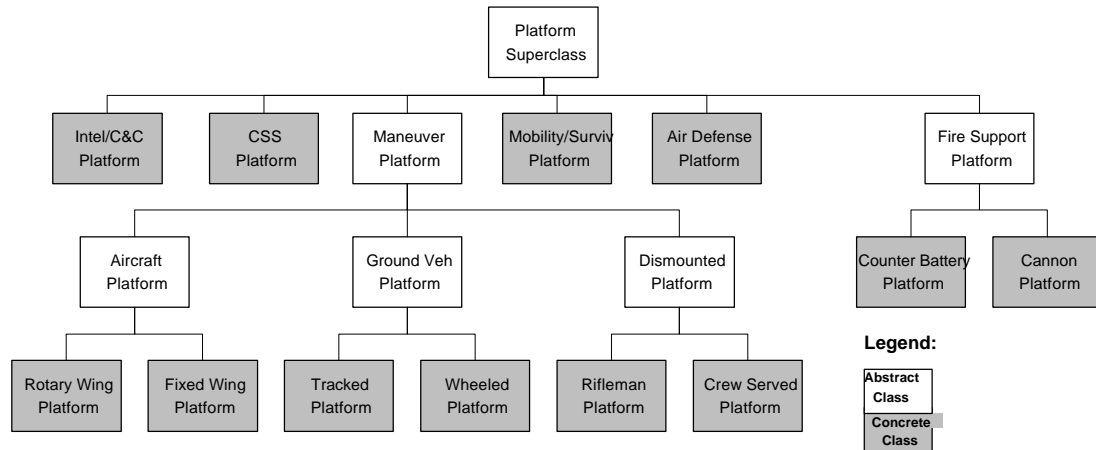 Platform
Superclass
Intel/C&C
Platform
CSS
Platform
Maneuver
Platform
Mobility/Surviv
Platform
Air Defense
Platform
Fire Support
Platform
Aircraft
Platform
Ground Veh
Platform
Dismounted
Platform
Counter Battery
Platform
Cannon
Platform
Rotary Wing
Platform
Fixed Wing
Platform
Tracked
Platform
Wheeled
Platform
Rifleman
Platform
Crew Served
Platform
Legend:
Abstract
Class
Concrete
Class